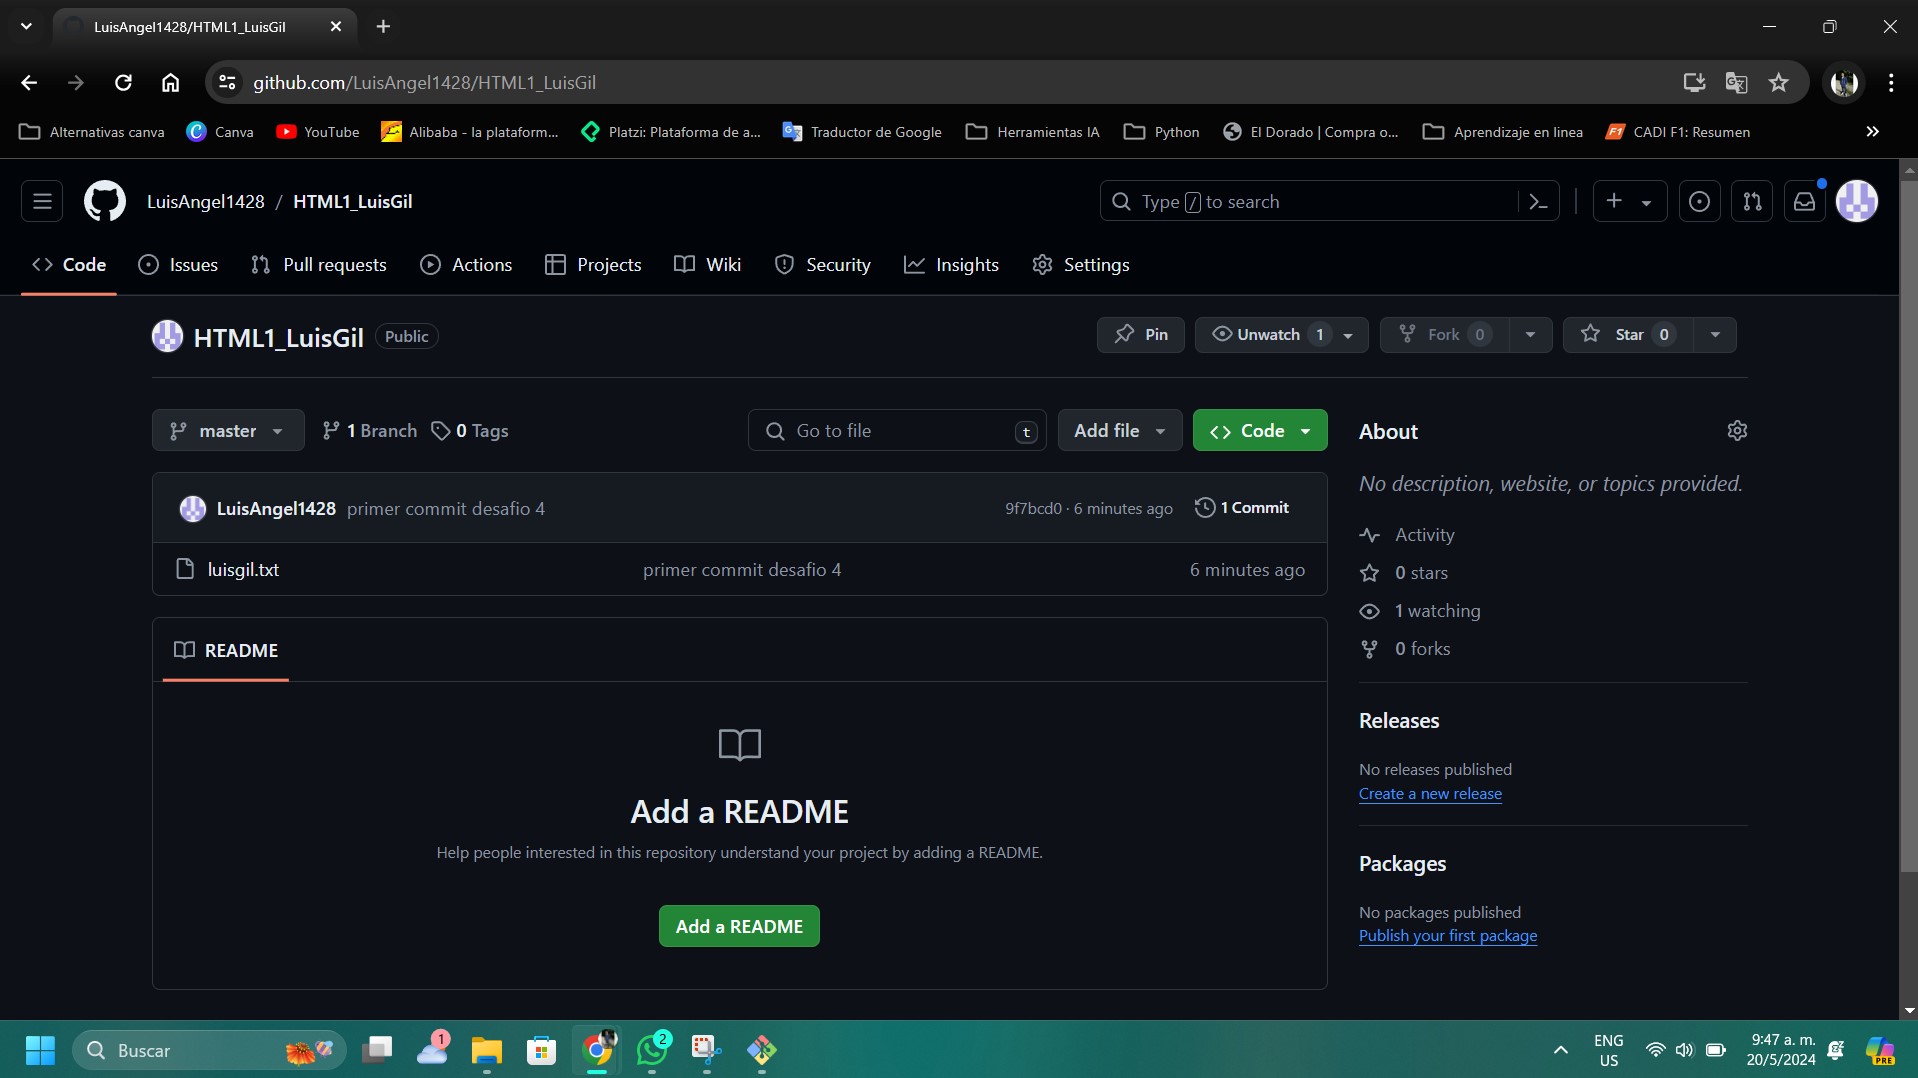 LuisAngel1428/HTML1_LuisGil
github.com/LuisAngel1428/HTML1_LuisGil
Alternativas canva
Canva
YouTube
Alibaba - la plataform...
Platzi: Plataforma de a...
Traductor de Google
Herramientas IA
Python
El Dorado | Compra o...
Aprendizaje en linea
F1
CADI F1: Resumen
LuisAngel1428 / HTML1_LuisGil
Type / to search
Code
Issues
Pull requests
Actions
Projects
Wiki
Security
Insights
Settings
HTML1_LuisGil
Public
Pin
Unwatch 1
Fork 0
Star 0
master
1 Branch
0 Tags
Go to file
t
Add file
Code
LuisAngel1428
primer commit desafio 4
9f7bcd0 · 6 minutes ago
1 Commit
luisgil.txt
primer commit desafio 4
6 minutes ago
README
Add a README
Help people interested in this repository understand your project by adding a README.
Add a README
About
No description, website, or topics provided.
Activity
0 stars
1 watching
0 forks
Releases
No releases published
Create a new release
Packages
No packages published
Publish your first package
Buscar
1
2
ENG
US
9:47 a. m.
20/5/2024
PRE